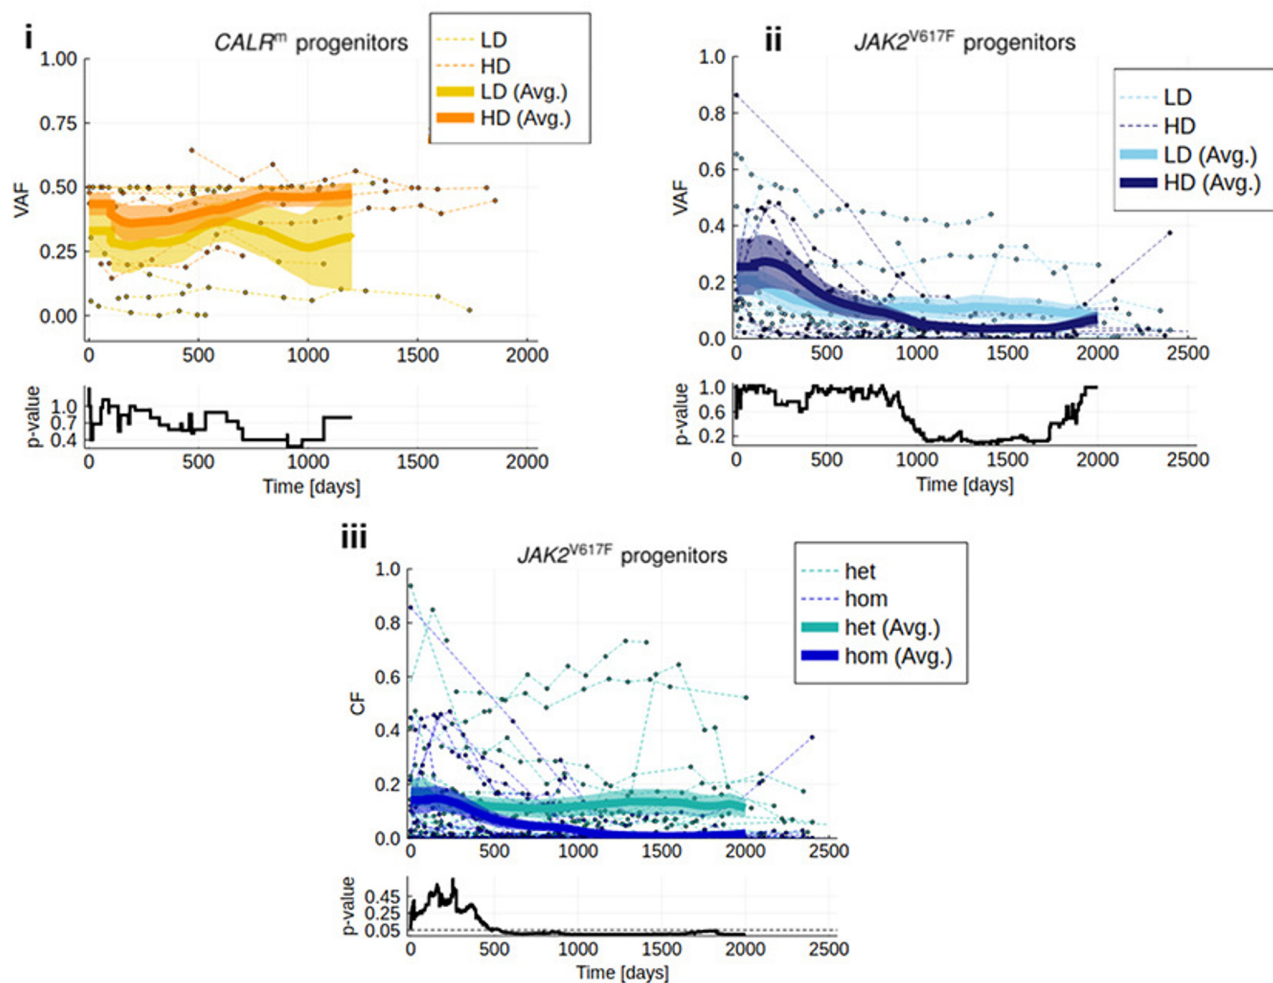 i
CALRᵐ progenitors
LD
HD
LD (Avg.)
HD (Avg.)
1.00
0.75
0.50
0.25
0.00
VAF
0 500 1000 1500 2000
1.0
0.7
0.4
p-value
0 500 1000 1500 2000
Time [days]
ii
JAK2ⱽ⁶¹⁷ᶠ progenitors
LD
HD
LD (Avg.)
HD (Avg.)
1.0
0.8
0.6
0.4
0.2
0.0
VAF
0 500 1000 1500 2000 2500
1.0
0.6
0.2
p-value
0 500 1000 1500 2000 2500
Time [days]
iii
JAK2ⱽ⁶¹⁷ᶠ progenitors
het
hom
het (Avg.)
hom (Avg.)
1.0
0.8
0.6
0.4
0.2
0.0
CF
0 500 1000 1500 2000 2500
0.45
0.25
0.05
p-value
0 500 1000 1500 2000 2500
Time [days]